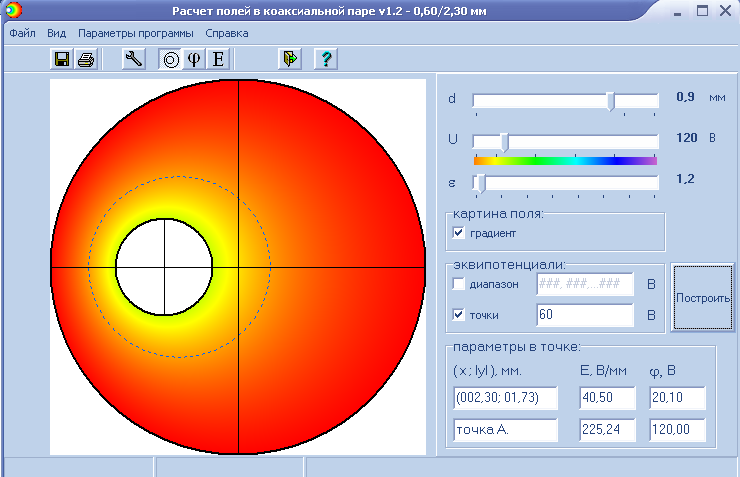 Расчет полей в коаксиальной паре v1.2 - 0,60/2,30 мм
Файл Вид Параметры программы Справка
φ E ?
d 0,9 мм
U 120 В
ε 1,2
картина поля:
градиент
эквипотенциали:
диапазон ###, ###,...### В
точки 60 В
Построить
параметры в точке:
( x ; |y| ), мм. E, В/мм φ, В
(002,30; 01,73) 40,50 20,10
точка А. 225,24 120,00